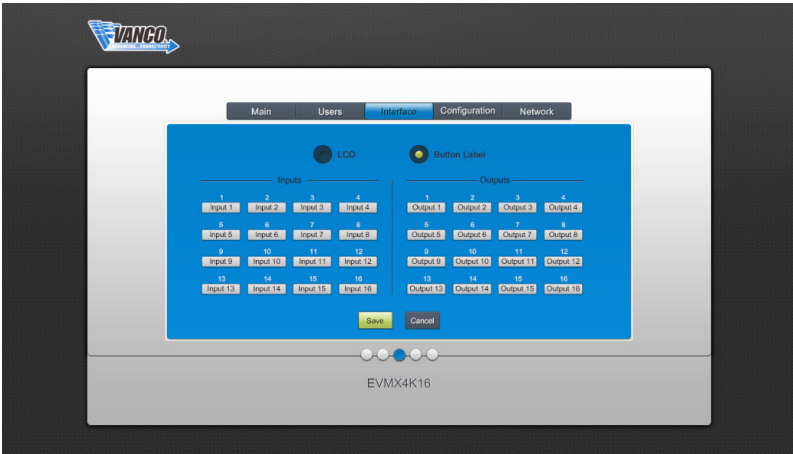 VANCO
Main Users Interface Configuration Network
LCD Button Label
Inputs Outputs
1 2 3 4 1 2 3 4
Input 1 Input 2 Input 3 Input 4 Output 1 Output 2 Output 3 Output 4
5 6 7 8 5 6 7 8
Input 5 Input 6 Input 7 Input 8 Output 5 Output 6 Output 7 Output 8
9 10 11 12 9 10 11 12
Input 9 Input 10 Input 11 Input 12 Output 9 Output 10 Output 11 Output 12
13 14 15 16 13 14 15 16
Input 13 Input 14 Input 15 Input 16 Output 13 Output 14 Output 15 Output 16
Save Cancel
EVMX4K16